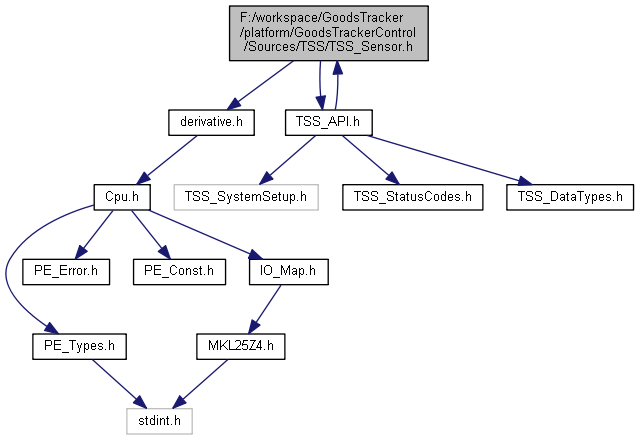 F:/workspace/GoodsTracker
/platform/GoodsTrackerControl
/Sources/TSS/TSS_Sensor.h
derivative.h
TSS_API.h
Cpu.h
TSS_SystemSetup.h
TSS_StatusCodes.h
TSS_DataTypes.h
PE_Error.h
PE_Const.h
IO_Map.h
PE_Types.h
MKL25Z4.h
stdint.h